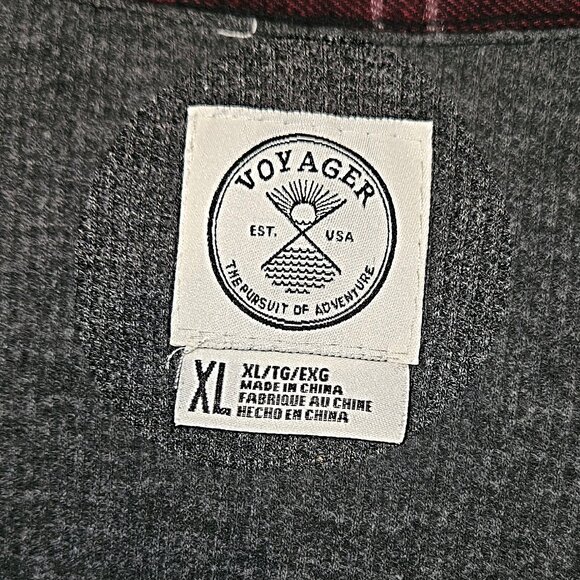 VOYAGER
EST. USA
THE PURSUIT OF ADVENTURE
XL
XL/TG/EXG
MADE IN CHINA
FABRIQUE AU CHINE
HECHO EN CHINA